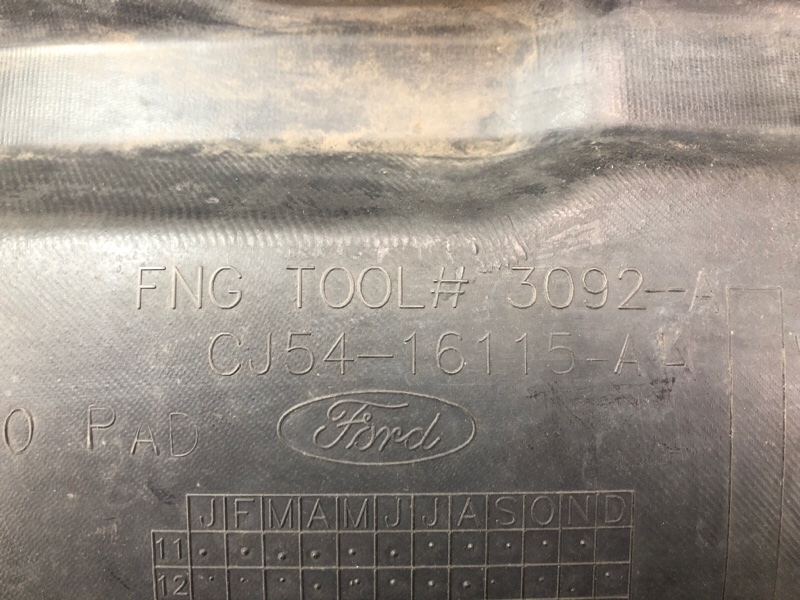 FNG TOOL# 3092-A
CJ54-16115-A
O PAD
Ford
J F M A M J J A S O N D
11
12